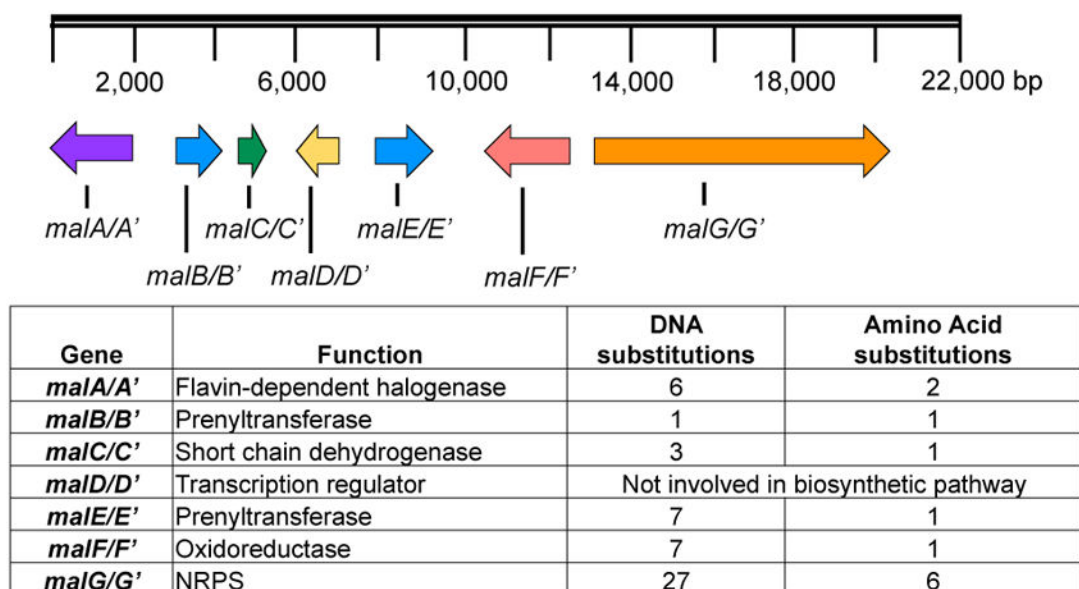 2,000 6,000 10,000 14,000 18,000 22,000 bp
malA/A’ malC/C’ malE/E’ malG/G’
malB/B’ malD/D’ malF/F’
Gene Function DNA substitutions Amino Acid substitutions
malA/A’ Flavin-dependent halogenase 6 2
malB/B’ Prenyltransferase 1 1
malC/C’ Short chain dehydrogenase 3 1
malD/D’ Transcription regulator Not involved in biosynthetic pathway
malE/E’ Prenyltransferase 7 1
malF/F’ Oxidoreductase 7 1
malG/G’ NRPS 27 6